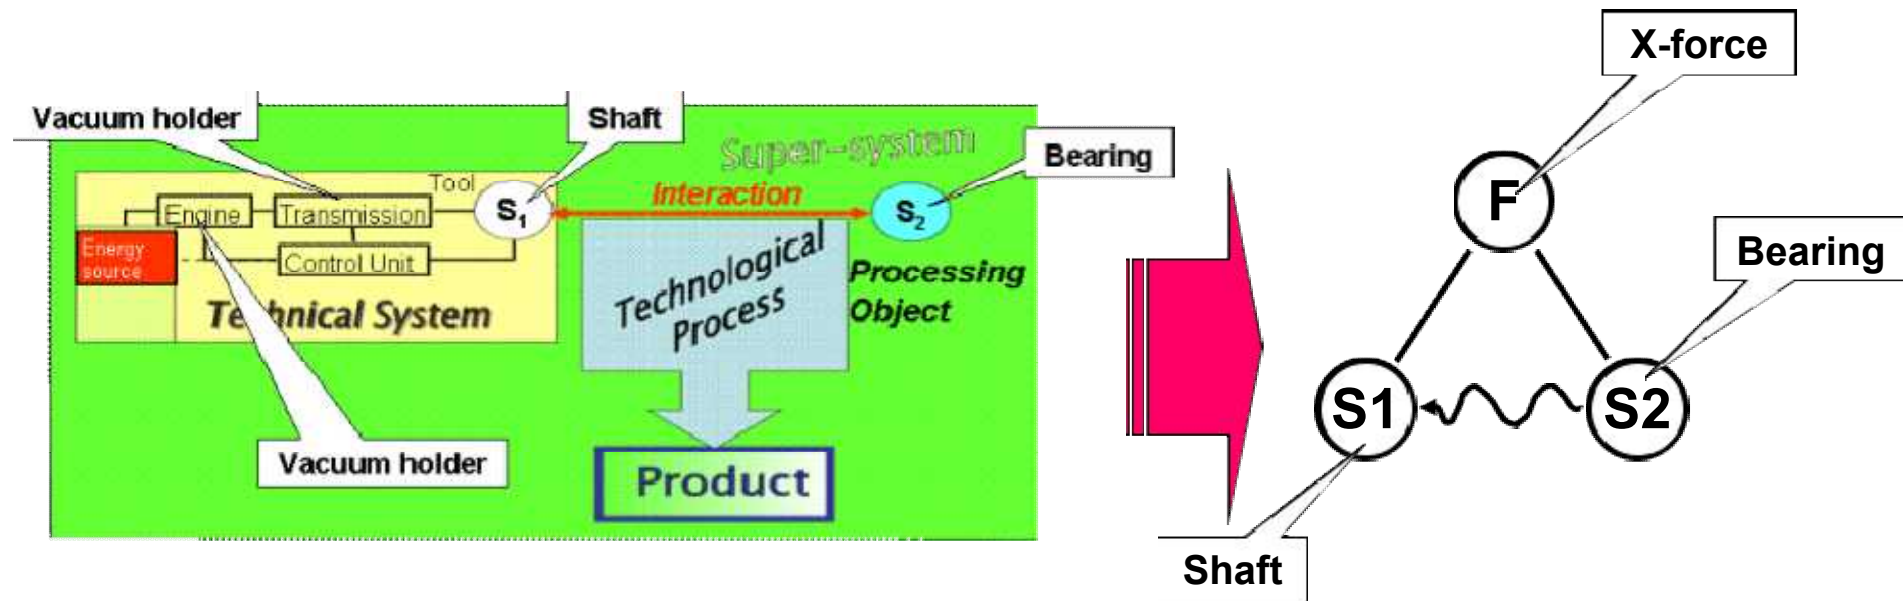 Vacuum holder
Shaft
Super-system
Bearing
Tool
Interaction
Engine
Transmission
S1
S2
Energy
source
Control Unit
Technological
Process
Processing
Object
Technical System
Vacuum holder
Product
X-force
F
Bearing
S1
S2
Shaft